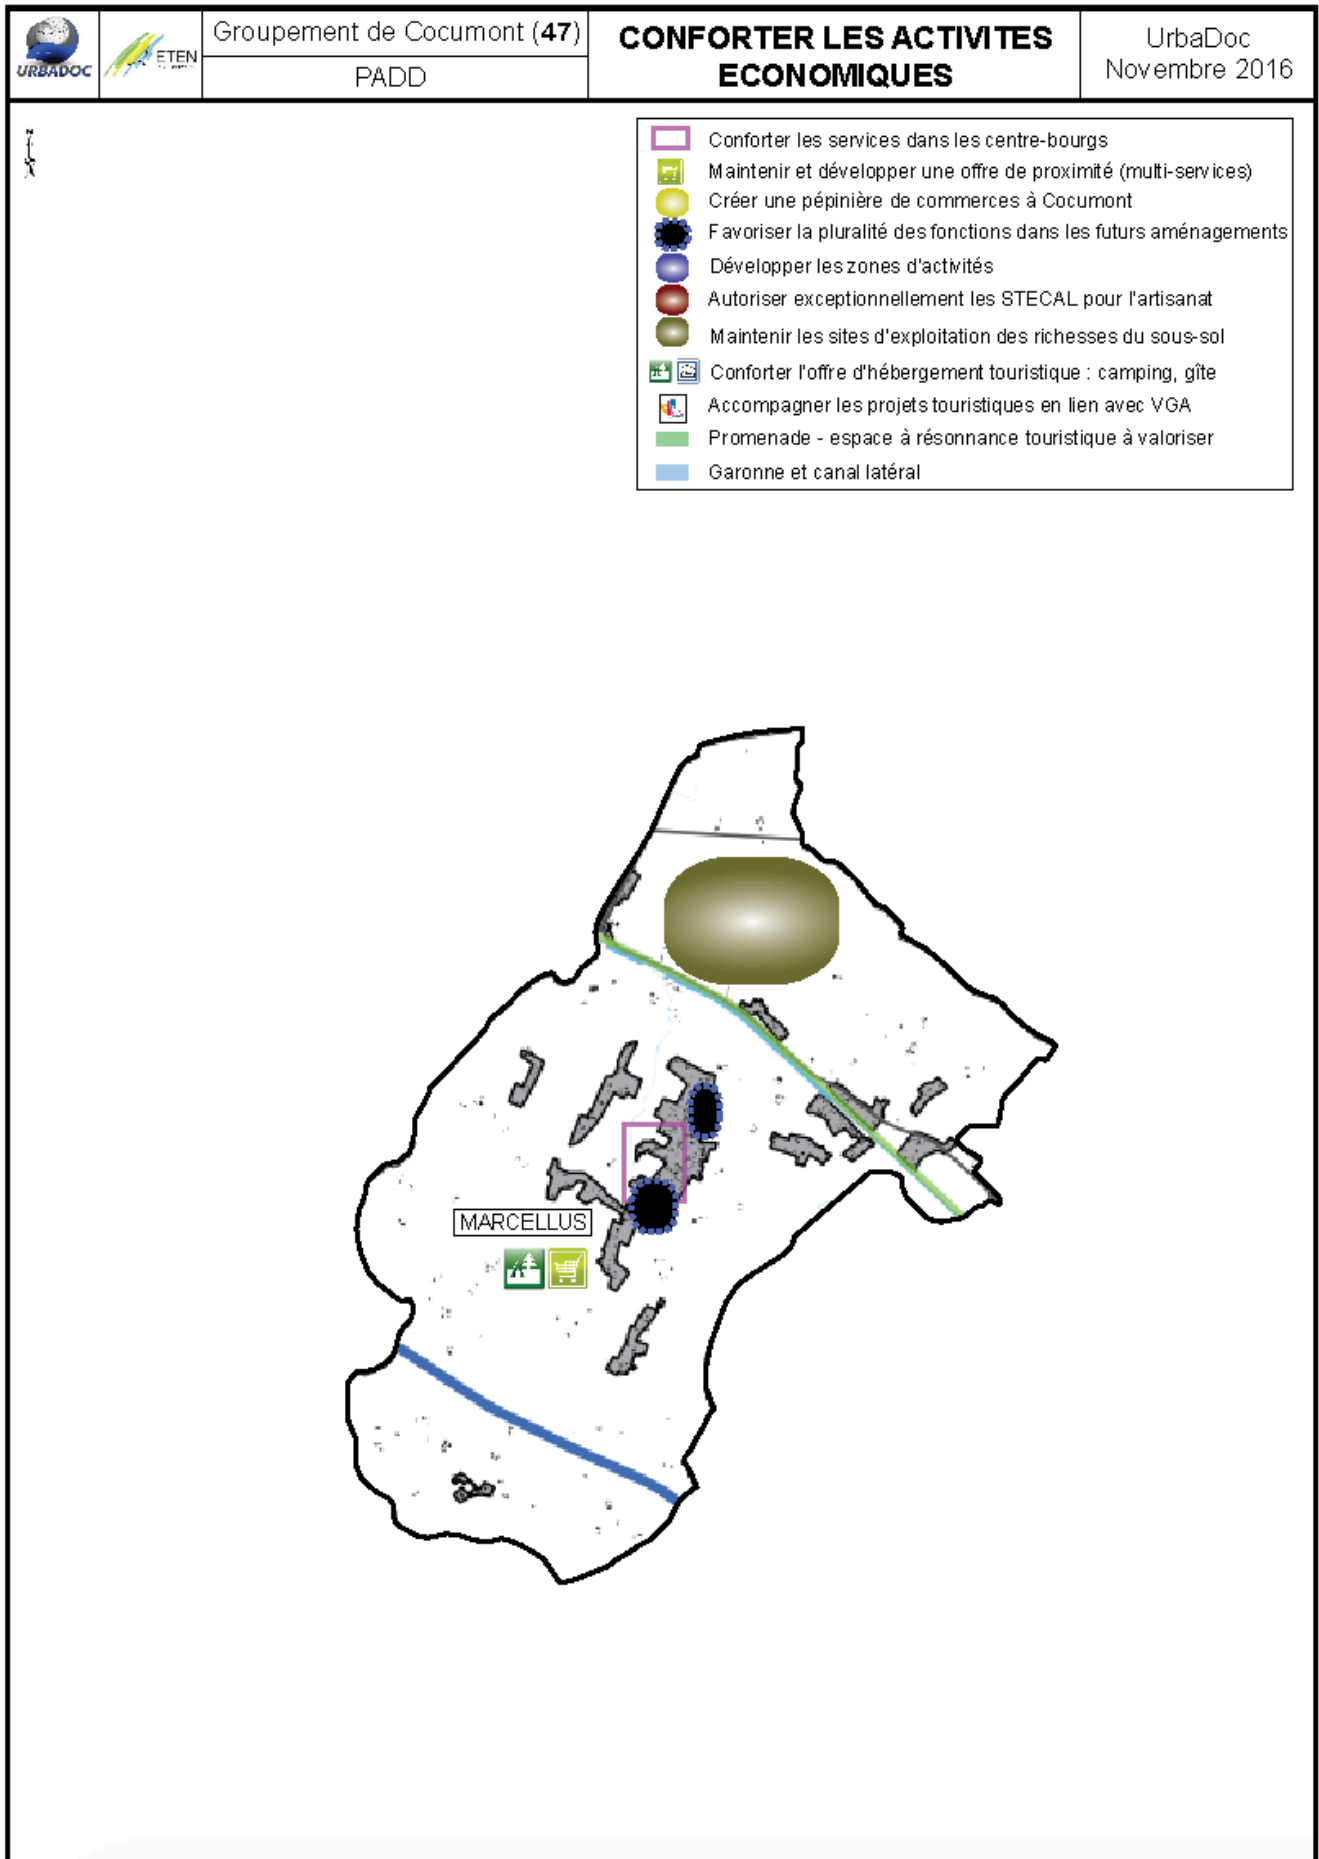 URBADOC
ETEN
Groupement de Cocumont (47)
PADD
CONFORTER LES ACTIVITES
ECONOMIQUES
UrbaDoc
Novembre 2016
N
Conforter les services dans les centre-bourgs
Maintenir et développer une offre de proximité (multi-services)
Créer une pépinière de commerces à Cocumont
Favoriser la pluralité des fonctions dans les futurs aménagements
Développer les zones d'activités
Autoriser exceptionnellement les STECAL pour l'artisanat
Maintenir les sites d'exploitation des richesses du sous-sol
Conforter l'offre d'hébergement touristique : camping, gîte
Accompagner les projets touristiques en lien avec VGA
Promenade - espace à résonnance touristique à valoriser
Garonne et canal latéral
MARCELLUS